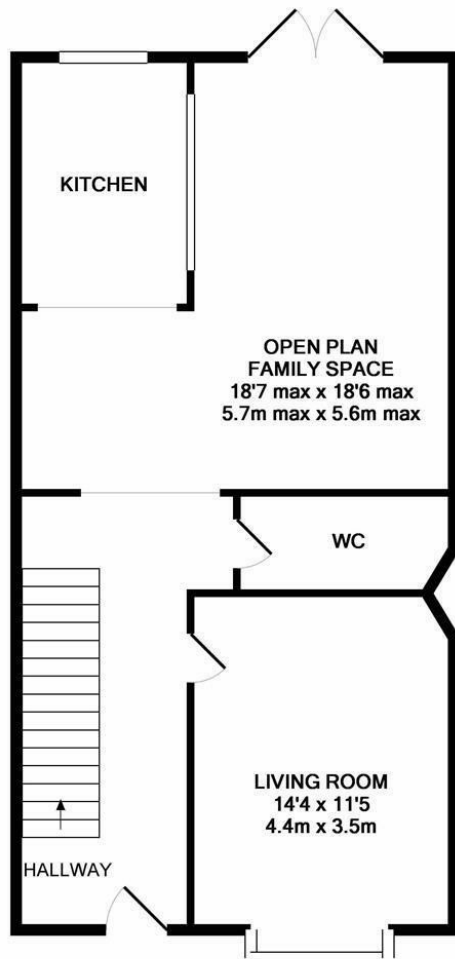 KITCHEN
OPEN PLAN
FAMILY SPACE
18'7 max x 18'6 max
5.7m max x 5.6m max
WC
LIVING ROOM
14'4 x 11'5
4.4m x 3.5m
HALLWAY